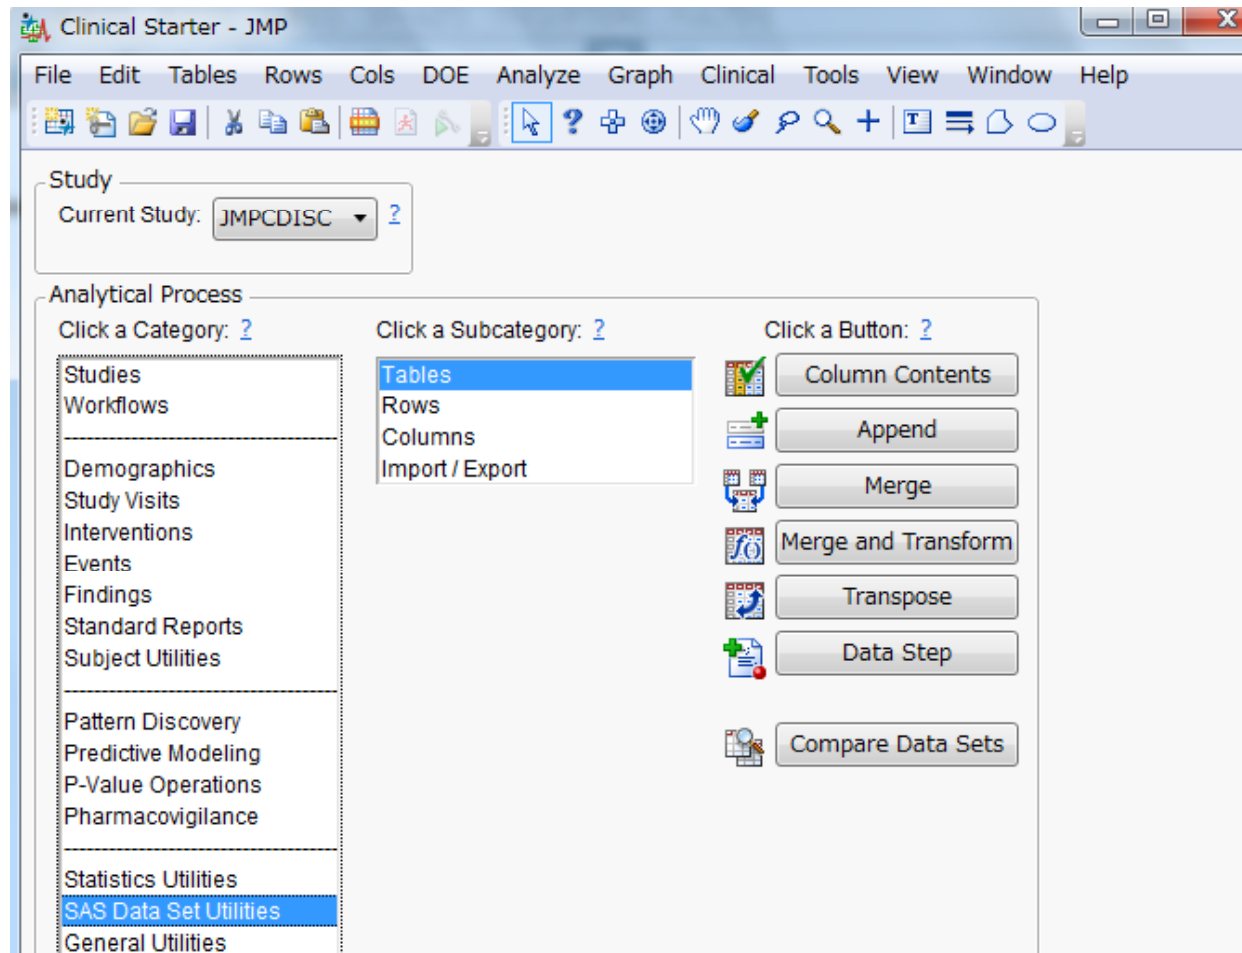 Clinical Starter - JMP
File Edit Tables Rows Cols DOE Analyze Graph Clinical Tools View Window Help
Study
Current Study: JMPCDISC ?
Analytical Process
Click a Category: ?
Studies
Workflows
Demographics
Study Visits
Interventions
Events
Findings
Standard Reports
Subject Utilities
Pattern Discovery
Predictive Modeling
P-Value Operations
Pharmacovigilance
Statistics Utilities
SAS Data Set Utilities
General Utilities
Click a Subcategory: ?
Tables
Rows
Columns
Import / Export
Click a Button: ?
Column Contents
Append
Merge
Merge and Transform
Transpose
Data Step
Compare Data Sets